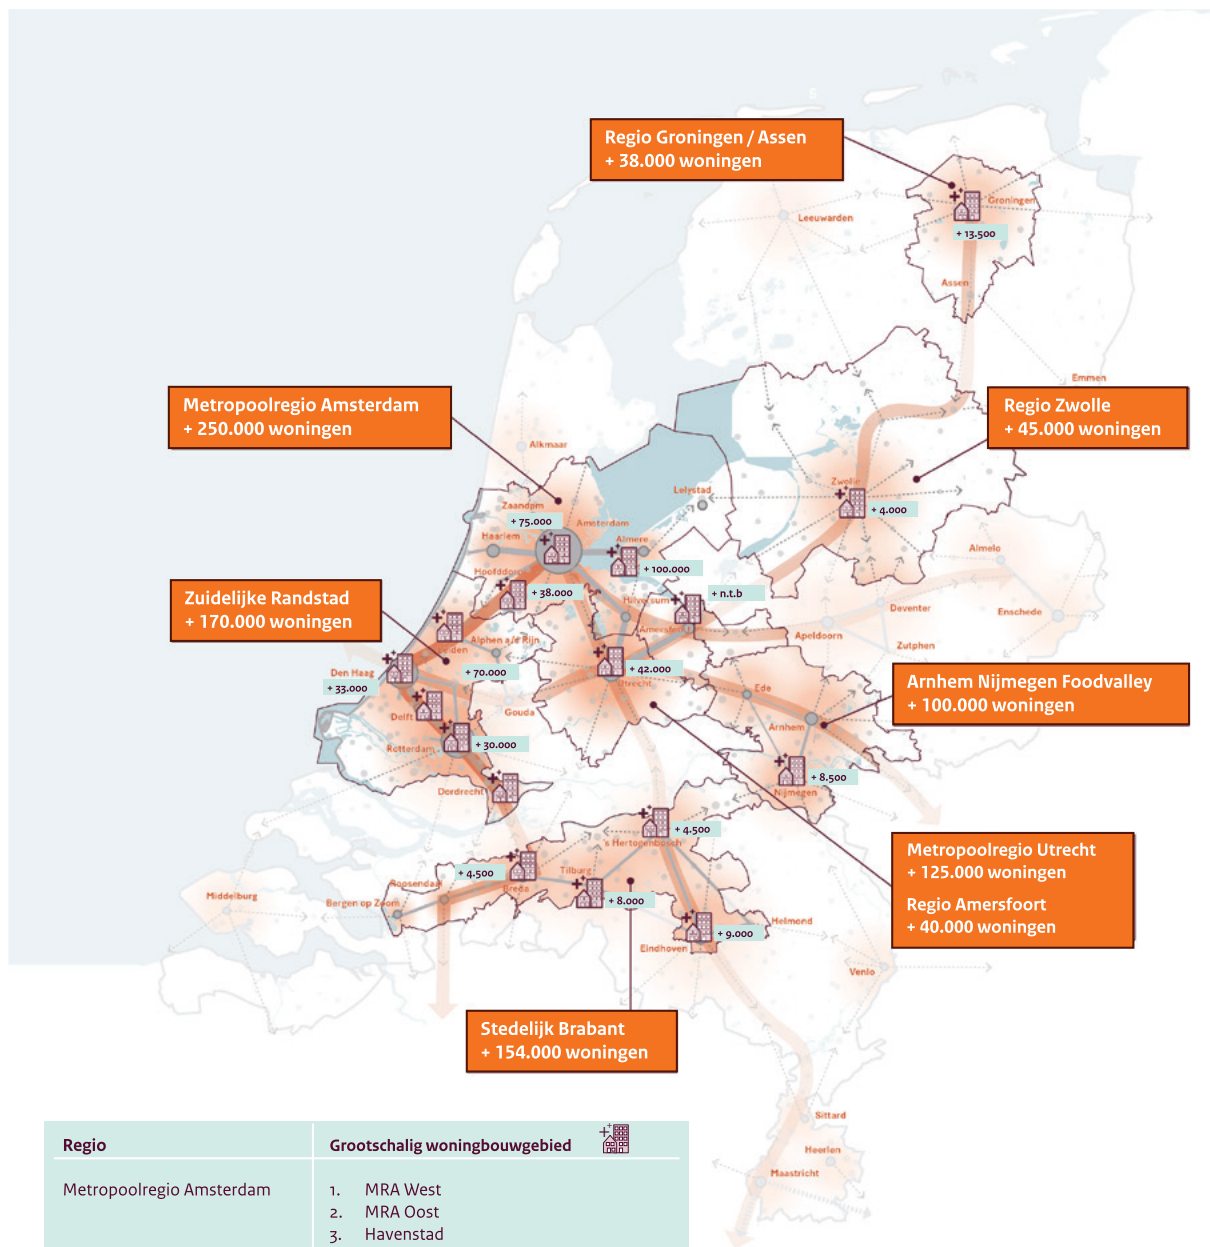 Regio Groningen / Assen
+ 38.000 woningen
Groningen
Leeuwarden
+ 13.500
Assen
Emmen
Metropoolregio Amsterdam
+ 250.000 woningen
Regio Zwolle
+ 45.000 woningen
Alkmaar
Zwolle
Lelystad
+ 4.000
Zaandam
+ 75.000
Amsterdam
Haarlem
Almere
Almelo
Hoofddorp
+ 100.000
Zuidelijke Randstad
+ 170.000 woningen
+ 38.000
+ n.t.b
Hilversum
Deventer
Enschede
Amersfoort
Apeldoorn
Alphen a/d Rijn
Leiden
Zutphen
Den Haag
+ 70.000
+ 42.000
+ 33.000
Utrecht
Ede
Arnhem Nijmegen Foodvalley
+ 100.000 woningen
Delft
Gouda
Arnhem
Rotterdam
+ 30.000
+ 8.500
Dordrecht
Nijmegen
+ 4.500
's Hertogenbosch
Metropoolregio Utrecht
+ 125.000 woningen
Regio Amersfoort
+ 40.000 woningen
+ 4.500
Tilburg
Roosendaal
Breda
Middelburg
Bergen op Zoom
+ 8.000
Helmond
+ 9.000
Eindhoven
Venlo
Stedelijk Brabant
+ 154.000 woningen
Sittard
Heerlen
Maastricht
Regio
Grootschalig woningbouwgebied
Metropoolregio Amsterdam
1. MRA West
2. MRA Oost
3. Havenstad